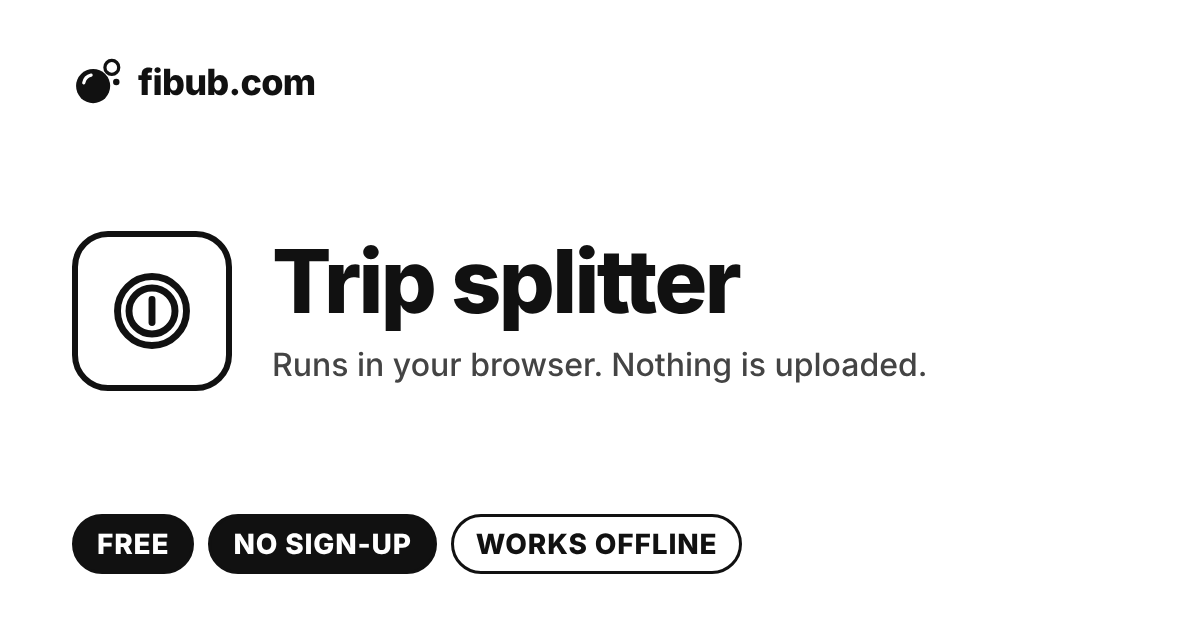 fibub.com
Trip splitter
Runs in your browser. Nothing is uploaded.
FREE NO SIGN-UP WORKS OFFLINE